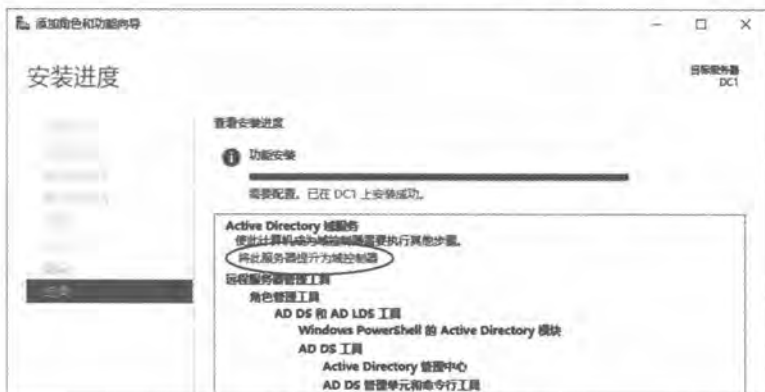 添加角色和功能向导
安装进度
目标服务器
DC1
查看安装进度
功能安装
需要配置。已在 DC1 上安装成功。
Active Directory 域服务
使此计算机成为域控制器需要执行其他步骤。
将此服务器提升为域控制器
远程服务器管理工具
角色管理工具
AD DS 和 AD LDS 工具
Windows PowerShell 的 Active Directory 模块
AD DS 工具
Active Directory 管理中心
AD DS 管理单元和命令行工具